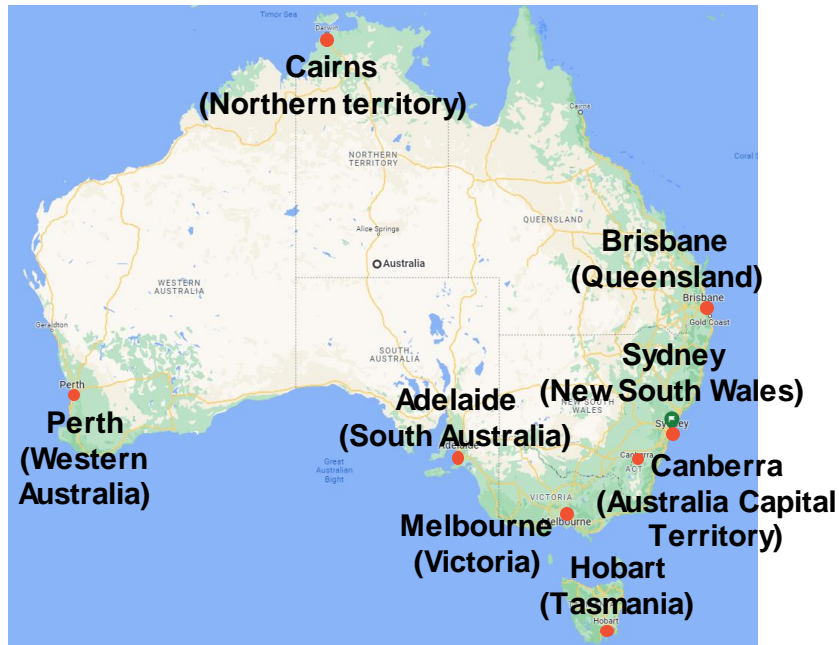 Timor Sea
Darwin
Cairns
(Northern territory)
Cairns
Coral S
NORTHERN
TERRITORY
QUEENSLAND
Alice Springs
Australia
Brisbane
(Queensland)
WESTERN
AUSTRALIA
Brisbane
Gold Coast
Geraldton
SOUTH
AUSTRALIA
Sydney
(New South Wales)
NEW SOUTH
WALES
Perth
Perth
(Western
Australia)
Adelaide
(South Australia)
Adelaide
Sydney
Great
Australian
Bight
Canberra
ACT
Canberra
(Australia Capital
Territory)
VICTORIA
Melbourne
Melbourne
(Victoria)
Hobart
(Tasmania)
Hobart